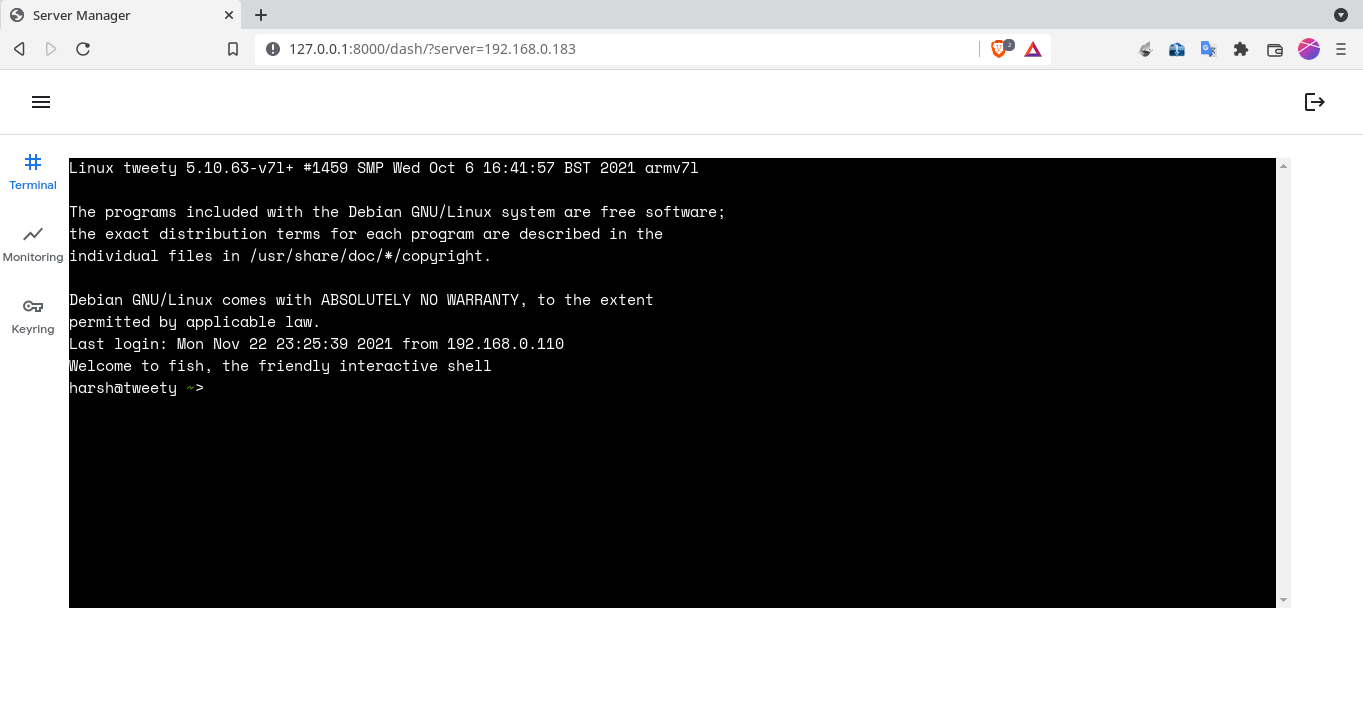 Server Manager
127.0.0.1:8000/dash/?server=192.168.0.183
2
Terminal
Monitoring
Keyring
Linux tweety 5.10.63-v7l+ #1459 SMP Wed Oct 6 16:41:57 BST 2021 armv7l
The programs included with the Debian GNU/Linux system are free software;
the exact distribution terms for each program are described in the
individual files in /usr/share/doc/*/copyright.
Debian GNU/Linux comes with ABSOLUTELY NO WARRANTY, to the extent
permitted by applicable law.
Last login: Mon Nov 22 23:25:39 2021 from 192.168.0.110
Welcome to fish, the friendly interactive shell
harsh@tweety ~>